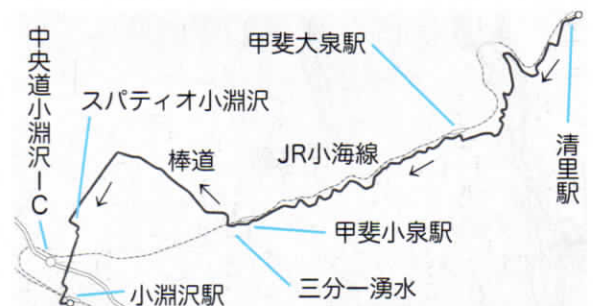 清里駅
甲斐大泉駅
JR小海線
甲斐小泉駅
三分一湧水
棒道
スパティオ小淵沢
中央道小淵沢IC
小淵沢駅